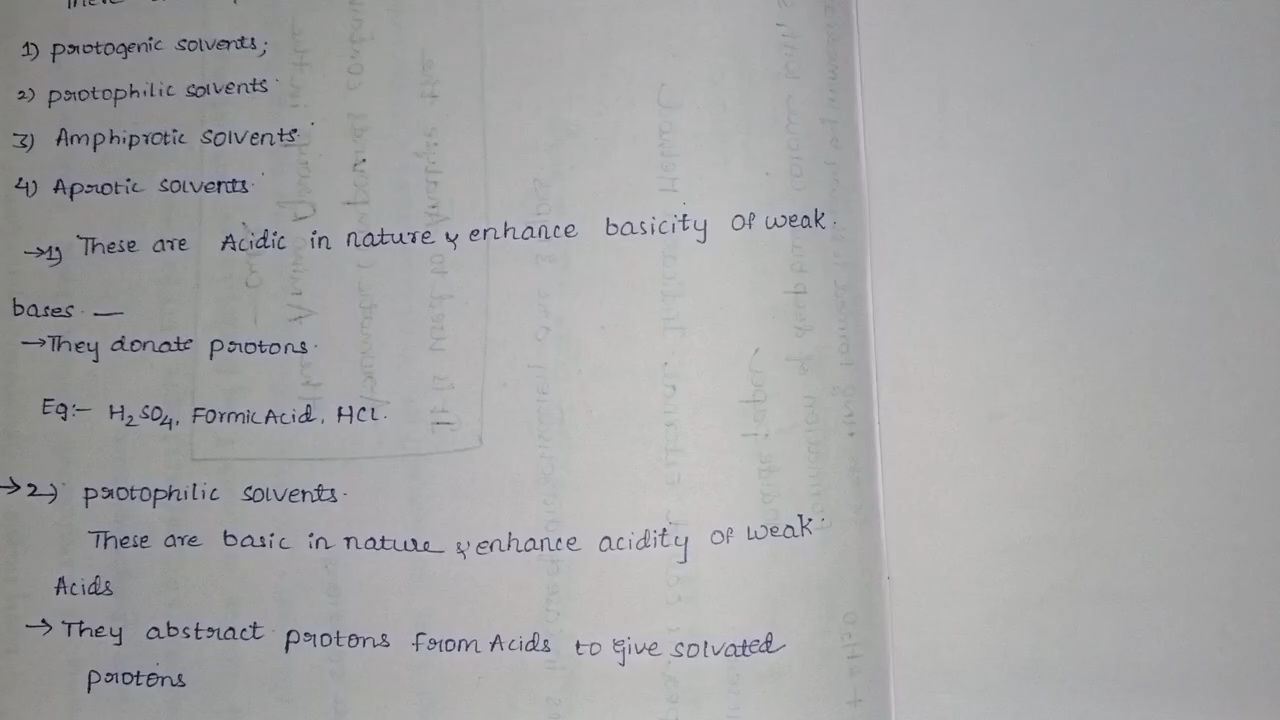 There
1) protogenic solvents;
2) protophilic solvents.
3) Amphiprotic solvents.
4) Aprotic solvents.
→1) These are Acidic in nature & enhance basicity of weak.
bases. —
→They donate protons.
Eg:- H₂SO₄, Formic Acid, HCl.
→2) protophilic solvents.
These are basic in nature & enhance acidity of weak.
Acids
→ They abstract protons from Acids to give solvated
protons